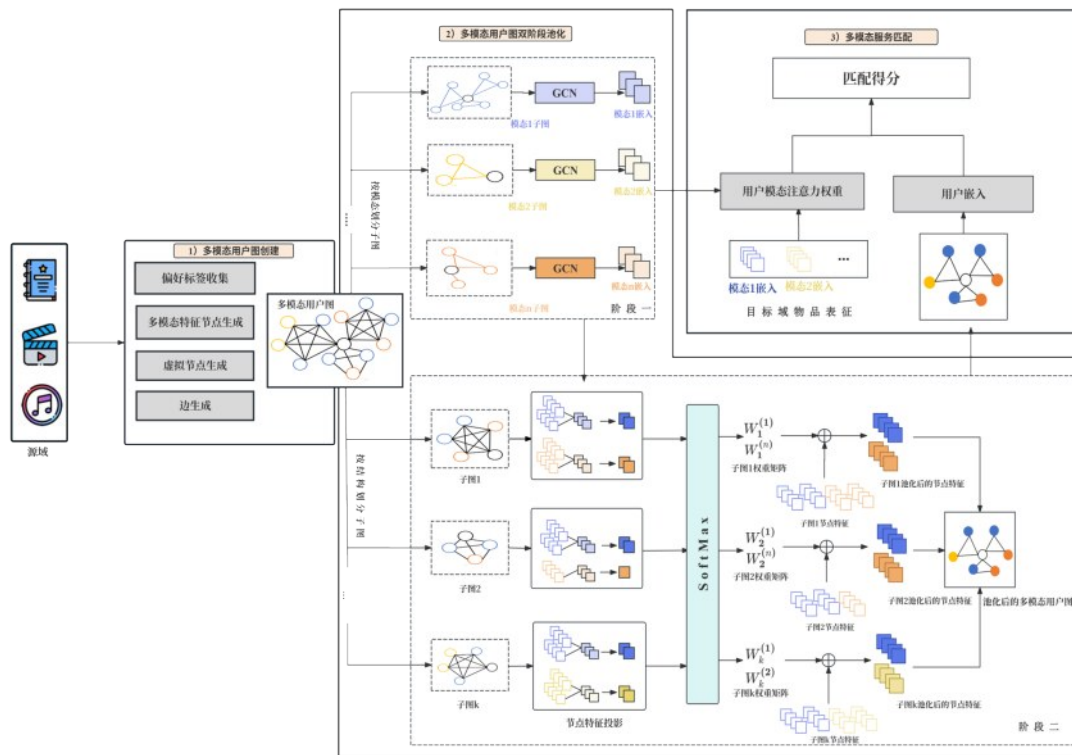 源域
1）多模态用户图创建
偏好标签收集
多模态特征节点生成
虚拟节点生成
边生成
多模态用户图
2）多模态用户图双阶段池化
按模态划分子图
......
模态1子图
GCN
模态1嵌入
模态2子图
GCN
模态2嵌入
模态n子图
GCN
模态n嵌入
阶段一
3）多模态服务匹配
匹配得分
用户模态注意力权重
用户嵌入
模态1嵌入
模态2嵌入
...
目标域物品表征
按结构划分子图
...
子图1
子图2
子图k
节点特征投影
SoftMax
W_1^{(1)}
W_1^{(n)}
子图1权重矩阵
子图1节点特征
子图1池化后的节点特征
W_2^{(1)}
W_2^{(n)}
子图2权重矩阵
子图2节点特征
子图2池化后的节点特征
W_k^{(1)}
W_k^{(2)}
子图k权重矩阵
子图k节点特征
子图k池化后的节点特征
池化后的多模态用户图
阶段二